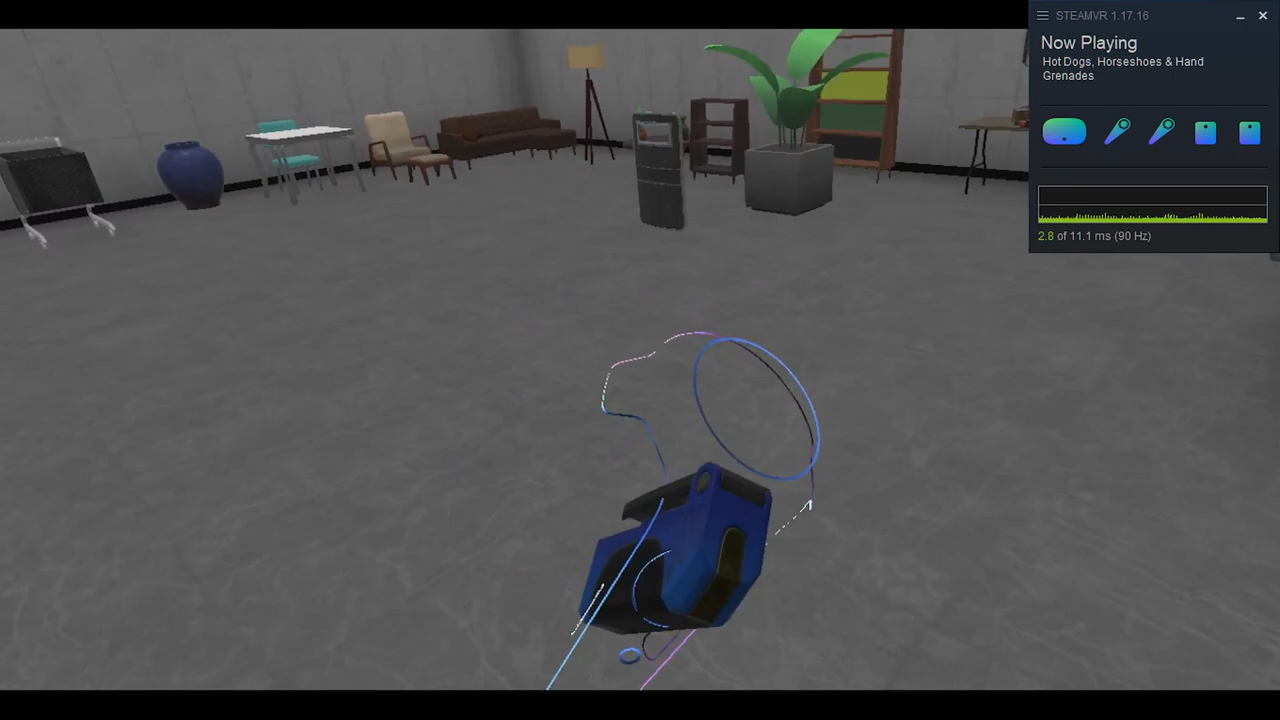 STEAMVR 1.17.16
Now Playing
Hot Dogs, Horseshoes & Hand
Grenades
2.8 of 11.1 ms (90 Hz)